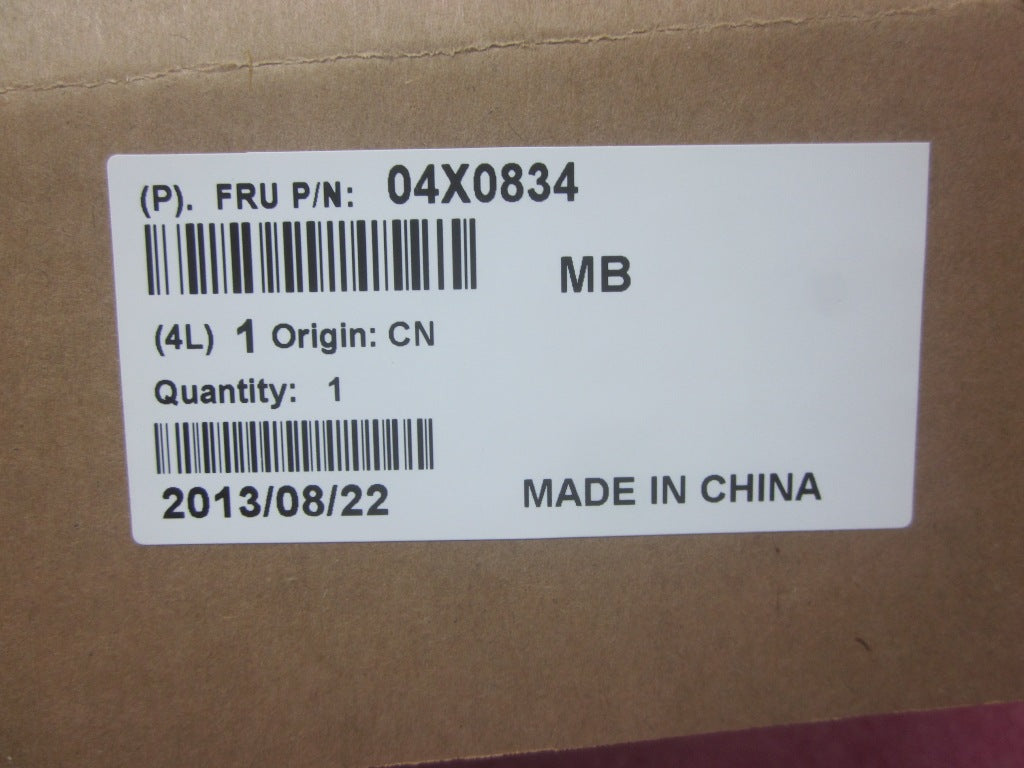 (P). FRU P/N: 04X0834
MB
(4L) 1 Origin: CN
Quantity: 1
2013/08/22
MADE IN CHINA